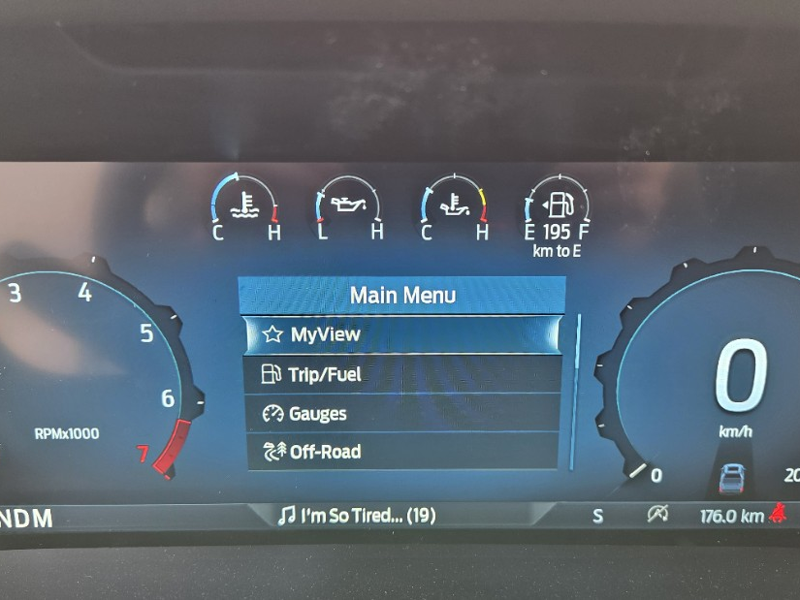 C H L H C H E 195 F
km to E
Main Menu
MyView
Trip/Fuel
Gauges
Off-Road
3 4 5 6 7
RPMx1000
0
km/h
0 20
NDM
I'm So Tired... (19)
S
176.0 km